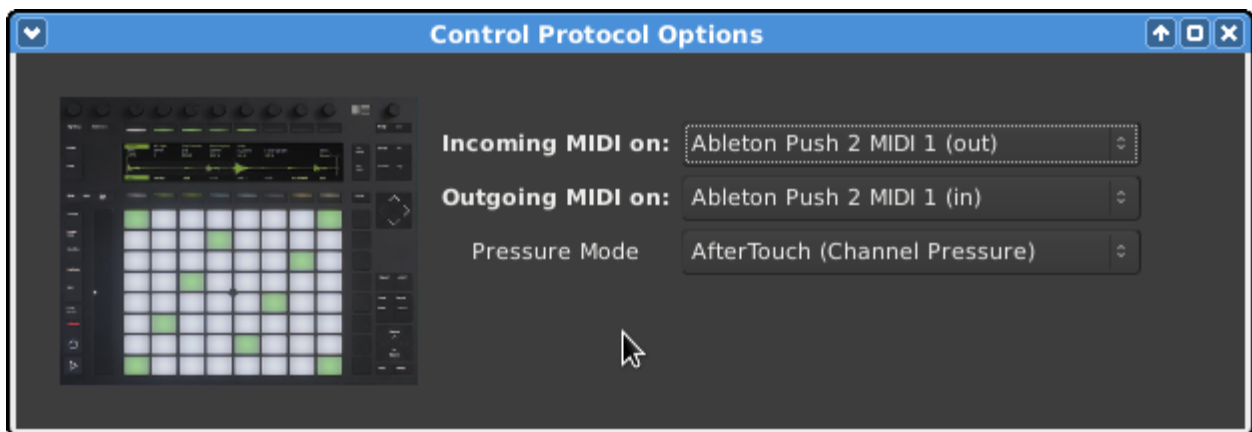 Control Protocol Options
Incoming MIDI on: Ableton Push 2 MIDI 1 (out)
Outgoing MIDI on: Ableton Push 2 MIDI 1 (in)
Pressure Mode AfterTouch (Channel Pressure)